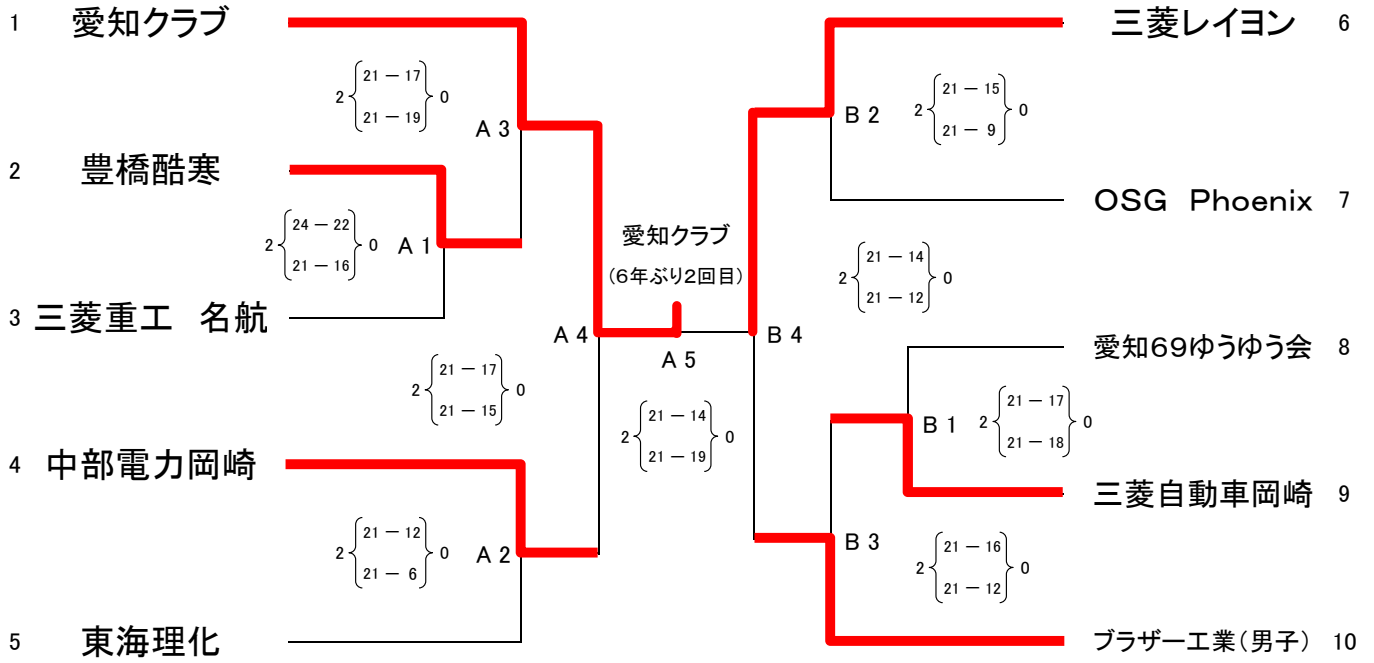 1 愛知クラブ
2 { 21 － 17 } 0
21 － 19
A 3
2 豊橋酷寒
2 { 24 － 22 } 0
21 － 16
A 1
3 三菱重工　名航
A 4
2 { 21 － 17 } 0
21 － 15
4 中部電力岡崎
2 { 21 － 12 } 0
21 － 6
A 2
5 東海理化
愛知クラブ
(6年ぶり2回目)
A 5
2 { 21 － 14 } 0
21 － 19
三菱レイヨン 6
B 2
2 { 21 － 15 } 0
21 － 9
OSG　Phoenix 7
2 { 21 － 14 } 0
21 － 12
B 4
愛知69ゆうゆう会 8
B 1
2 { 21 － 17 } 0
21 － 18
三菱自動車岡崎 9
B 3
2 { 21 － 16 } 0
21 － 12
ブラザー工業(男子) 10